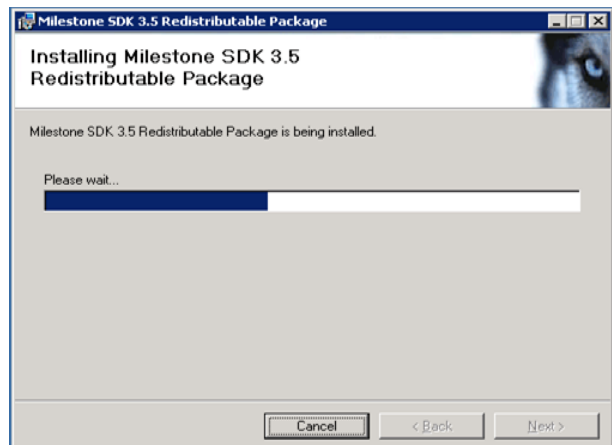 Milestone SDK 3.5 Redistributable Package
Installing Milestone SDK 3.5
Redistributable Package
Milestone SDK 3.5 Redistributable Package is being installed.
Please wait...
Cancel
< Back
Next >